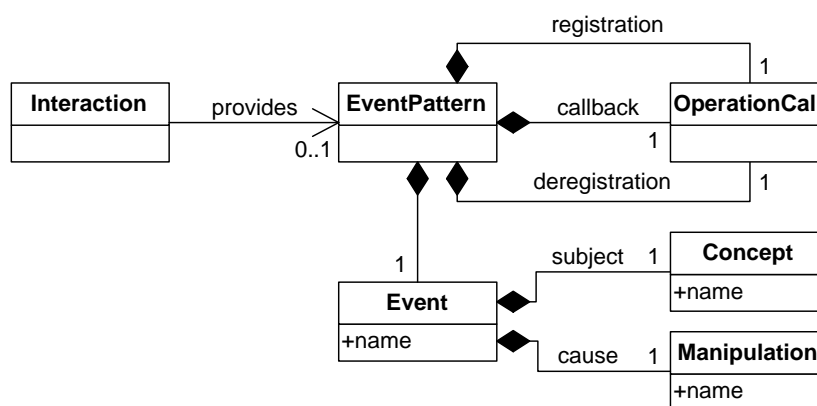 registration
Interaction
provides
0..1
EventPattern
callback
1
OperationCall
1
deregistration
1
1
Event
+name
subject
1
Concept
+name
cause
1
Manipulation
+name